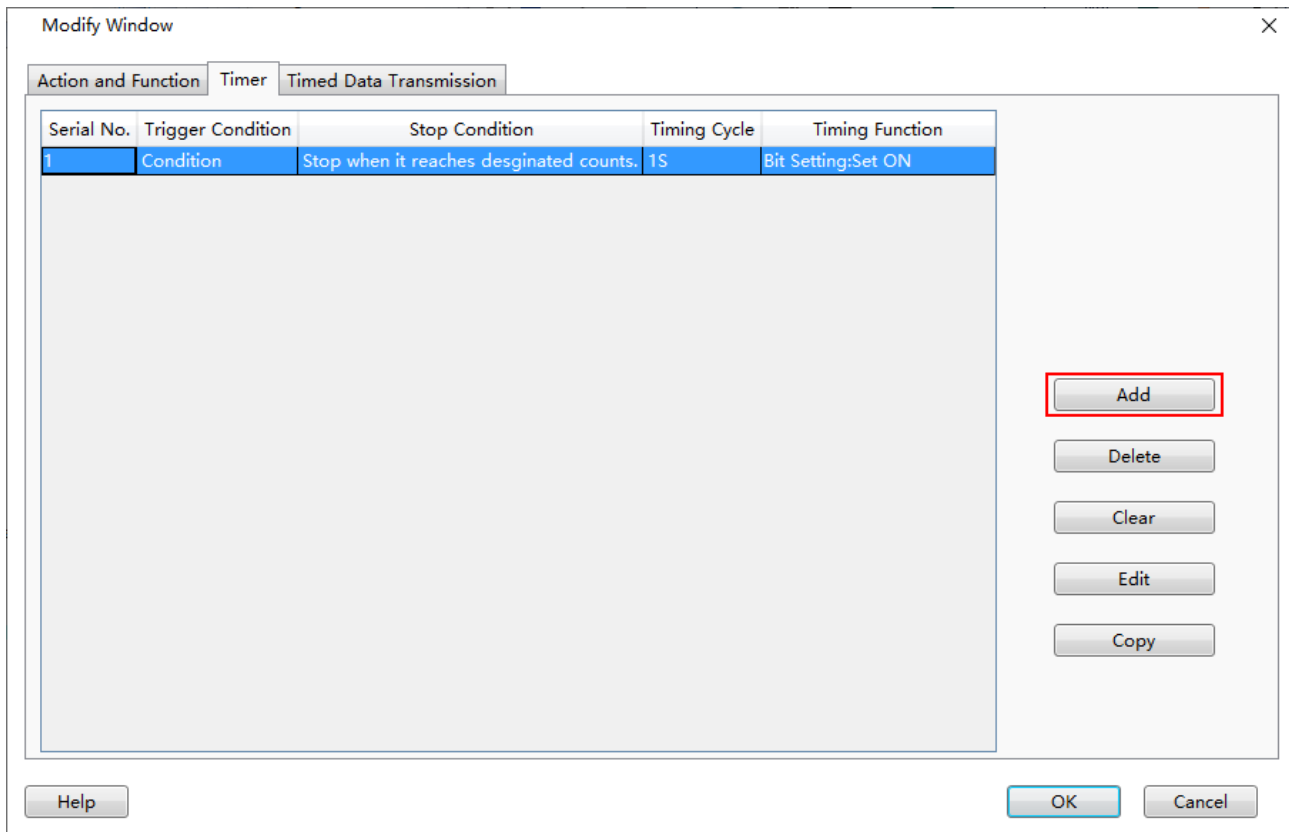 Modify Window
Action and Function Timer Timed Data Transmission
Serial No. Trigger Condition Stop Condition Timing Cycle Timing Function
1 Condition Stop when it reaches desginated counts. 1S Bit Setting:Set ON
Add
Delete
Clear
Edit
Copy
Help OK Cancel